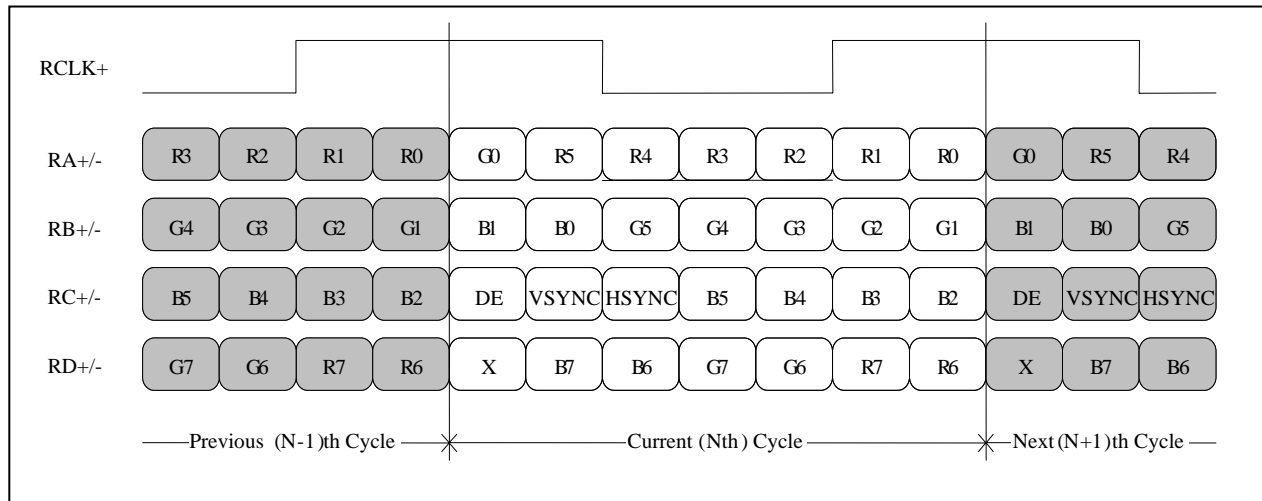 RCLK+
RA+/- R3 R2 R1 R0 G0 R5 R4 R3 R2 R1 R0 G0 R5 R4
RB+/- G4 G3 G2 G1 B1 B0 G5 G4 G3 G2 G1 B1 B0 G5
RC+/- B5 B4 B3 B2 DE VSYNC HSYNC B5 B4 B3 B2 DE VSYNC HSYNC
RD+/- G7 G6 R7 R6 X B7 B6 G7 G6 R7 R6 X B7 B6
Previous (N-1)th Cycle Current (Nth) Cycle Next (N+1)th Cycle